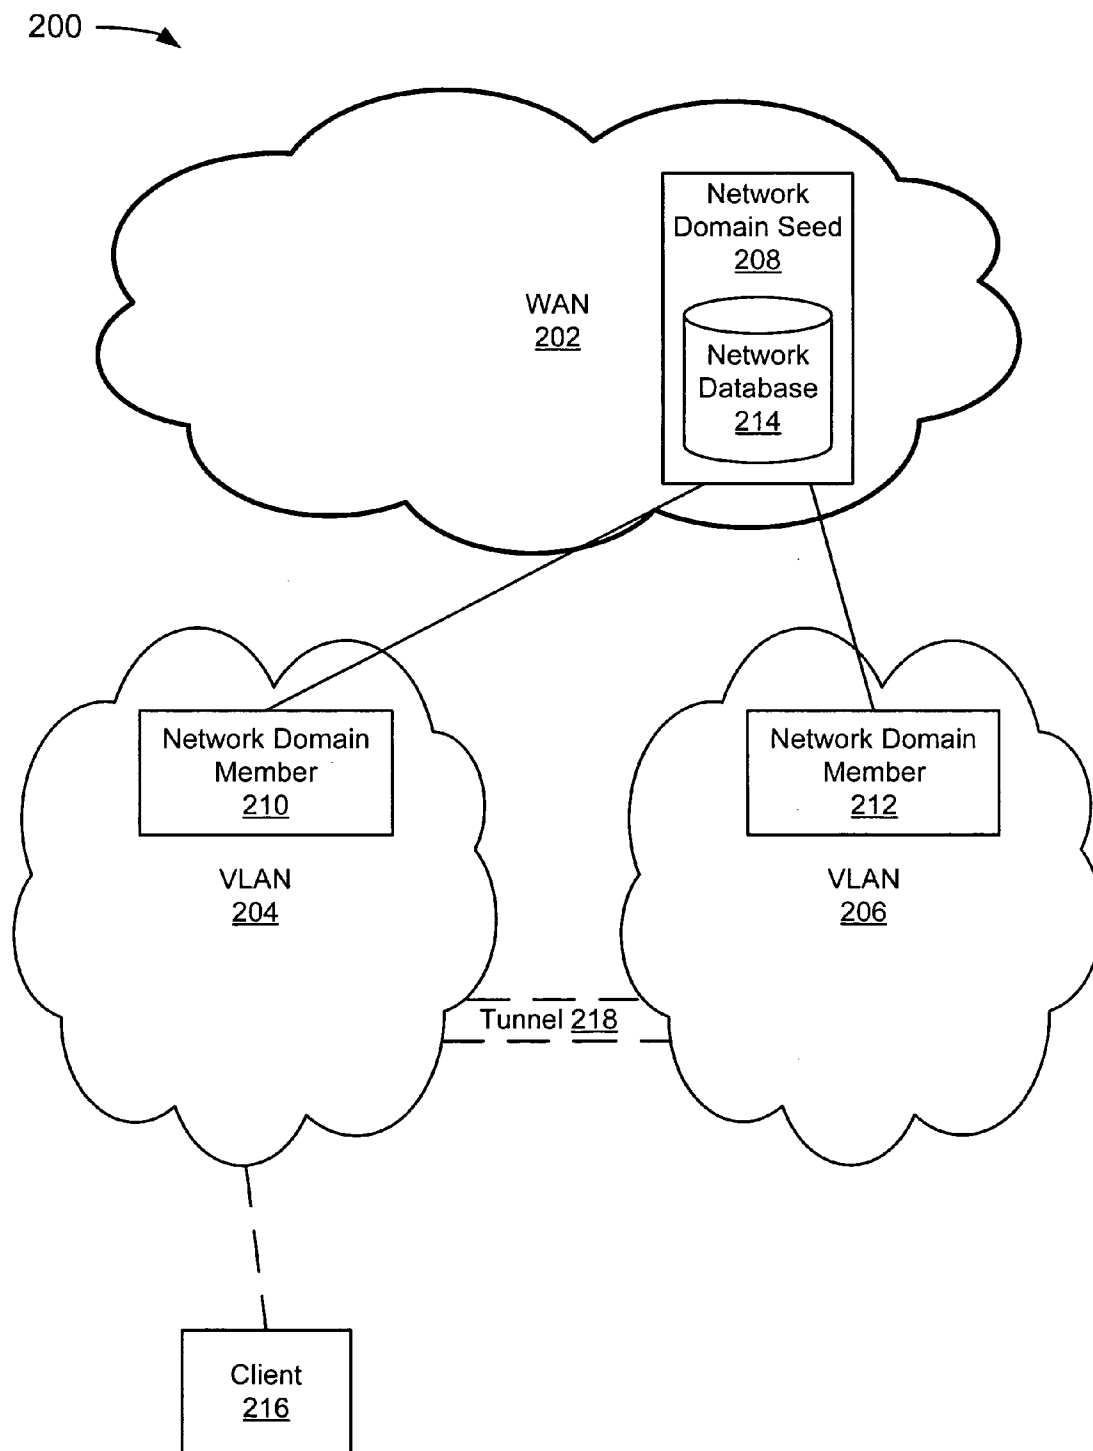 200
Network
Domain Seed
208
WAN
202
Network
Database
214
Network Domain
Member
210
Network Domain
Member
212
VLAN
204
VLAN
206
Tunnel 218
Client
216